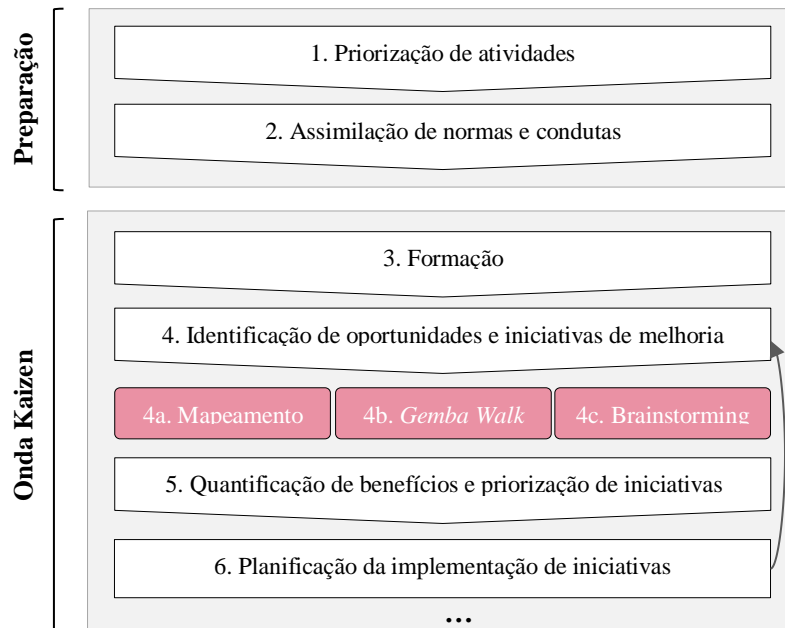 Preparação
1. Priorização de atividades
2. Assimilação de normas e condutas
Onda Kaizen
3. Formação
4. Identificação de oportunidades e iniciativas de melhoria
4a. Mapeamento
4b. Gemba Walk
4c. Brainstorming
5. Quantificação de benefícios e priorização de iniciativas
6. Planificação da implementação de iniciativas
...